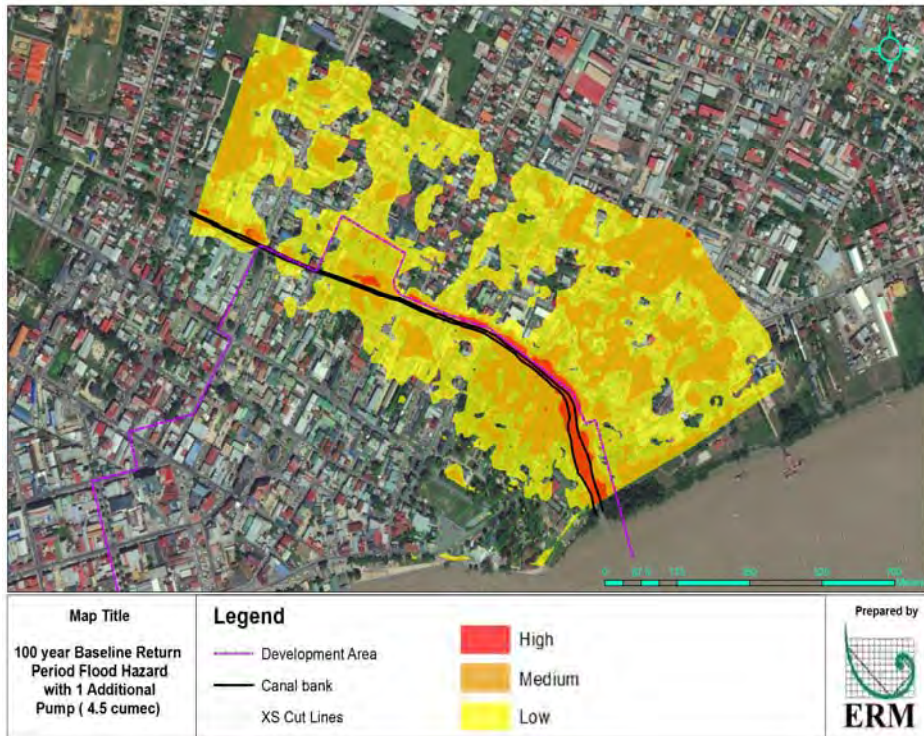 Map Title
100 year Baseline Return
Period Flood Hazard
with 1 Additional
Pump ( 4.5 cumec)
Legend
Development Area
Canal bank
XS Cut Lines
High
Medium
Low
Prepared by
ERM